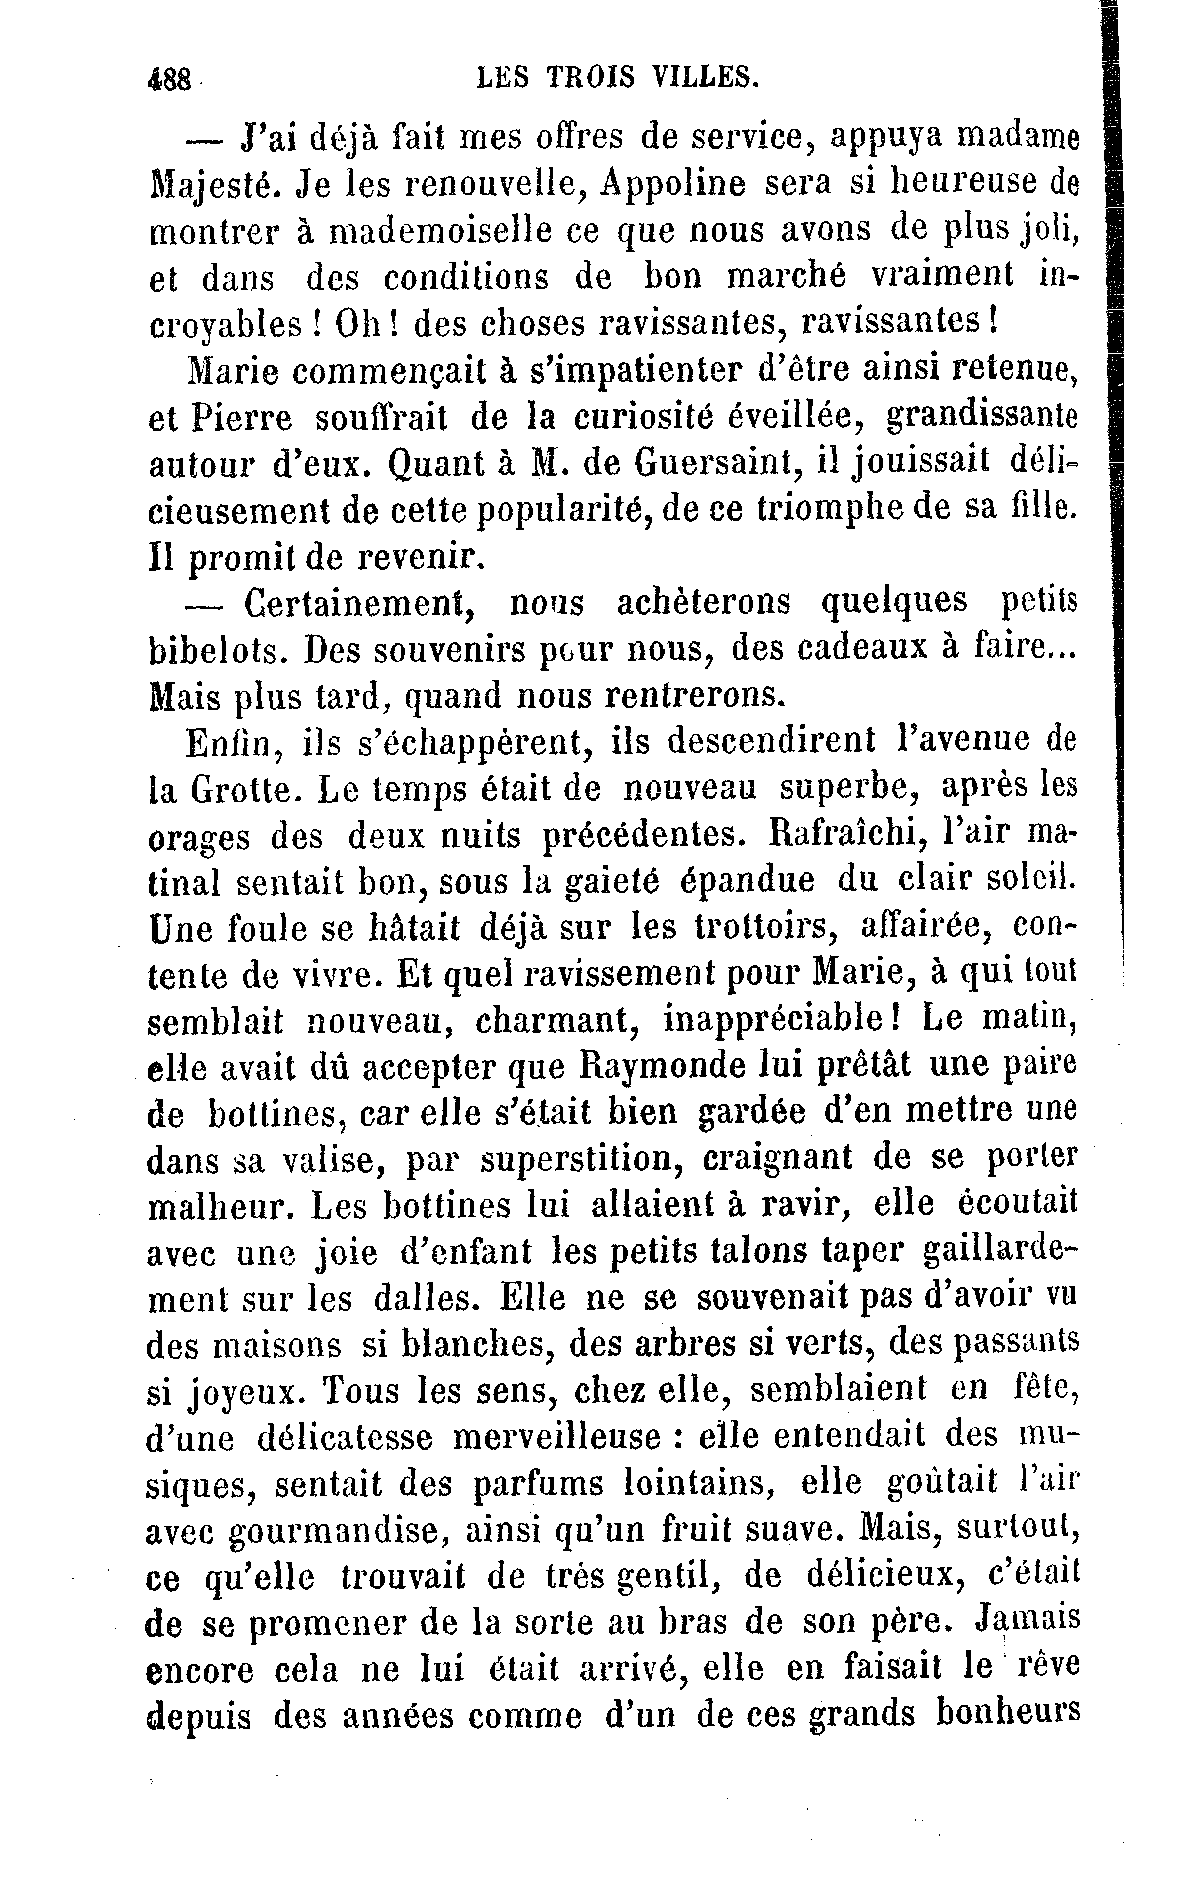 488 LES TROIS VILLES.
— J'ai déjà fait mes offres de service, appuya madame
Majesté. Je les renouvelle, Appoline sera si heureuse de
montrer à mademoiselle ce que nous avons de plus joli,
et dans des conditions de bon marché vraiment in-
croyables ! Oh ! des choses ravissantes, ravissantes !
Marie commençait à s'impatienter d'être ainsi retenue,
et Pierre souffrait de la curiosité éveillée, grandissante
autour d'eux. Quant à M. de Guersaint, il jouissait déli-
cieusement de cette popularité, de ce triomphe de sa fille.
Il promit de revenir.
— Certainement, nous achèterons quelques petits
bibelots. Des souvenirs pour nous, des cadeaux à faire...
Mais plus tard, quand nous rentrerons.
Enfin, ils s'échappèrent, ils descendirent l'avenue de
la Grotte. Le temps était de nouveau superbe, après les
orages des deux nuits précédentes. Rafraîchi, l'air ma-
tinal sentait bon, sous la gaieté épandue du clair soleil.
Une foule se hâtait déjà sur les trottoirs, affairée, con-
tente de vivre. Et quel ravissement pour Marie, à qui tout
semblait nouveau, charmant, inappréciable ! Le matin,
elle avait dû accepter que Raymonde lui prêtât une paire
de bottines, car elle s'était bien gardée d'en mettre une
dans sa valise, par superstition, craignant de se porter
malheur. Les bottines lui allaient à ravir, elle écoutait
avec une joie d'enfant les petits talons taper gaillarde-
ment sur les dalles. Elle ne se souvenait pas d'avoir vu
des maisons si blanches, des arbres si verts, des passants
si joyeux. Tous les sens, chez elle, semblaient en fête,
d'une délicatesse merveilleuse : elle entendait des mu-
siques, sentait des parfums lointains, elle goûtait l'air
avec gourmandise, ainsi qu'un fruit suave. Mais, surtout,
ce qu'elle trouvait de très gentil, de délicieux, c'était
de se promener de la sorte au bras de son père. Jamais
encore cela ne lui était arrivé, elle en faisait le rêve
depuis des années comme d'un de ces grands bonheurs